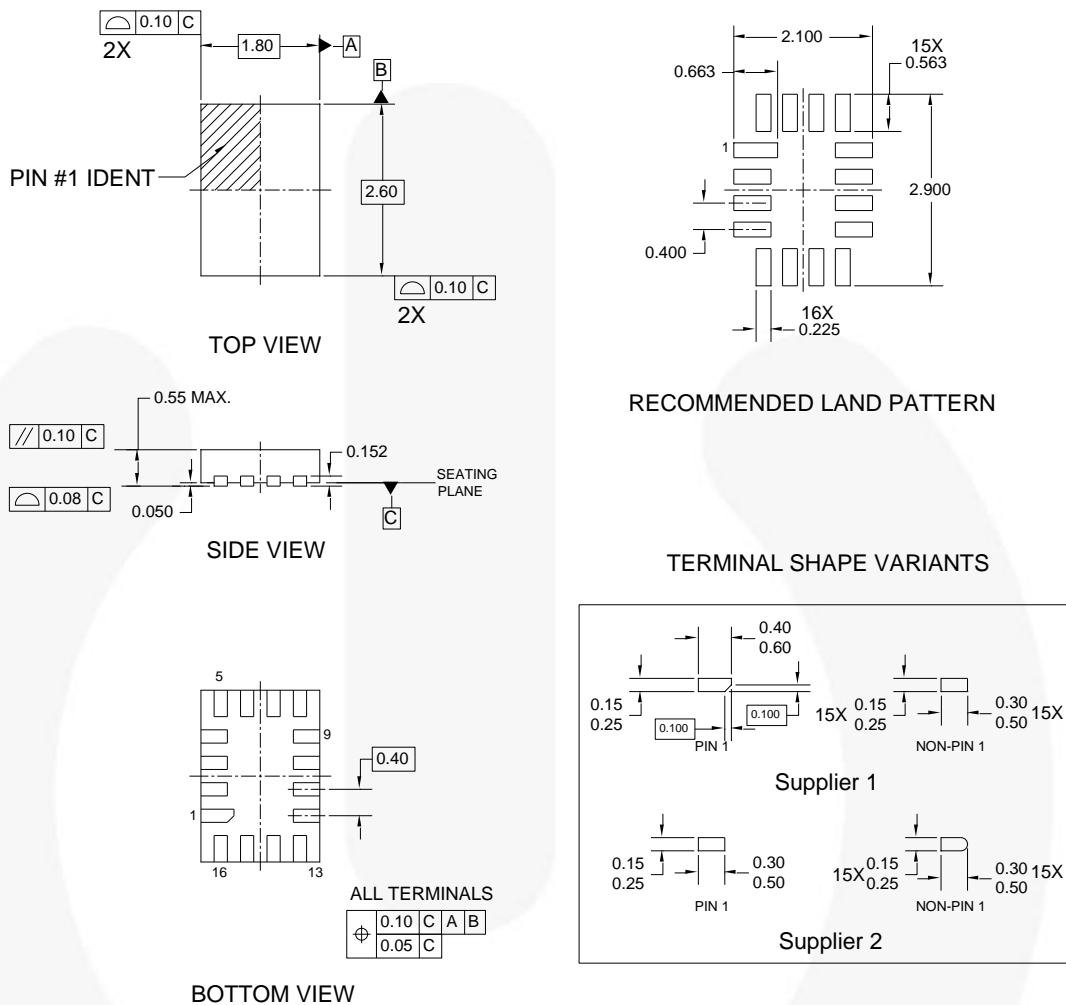 0.10 C
2X
1.80
A
B
PIN #1 IDENT
2.60
0.10 C
2X
TOP VIEW
2.100
15X
0.563
0.663
1
2.900
0.400
16X
0.225
RECOMMENDED LAND PATTERN
0.55 MAX.
// 0.10 C
0.152
SEATING
PLANE
0.08 C
0.050
C
SIDE VIEW
TERMINAL SHAPE VARIANTS
0.40
0.60
0.15
0.25
0.100
0.100
PIN 1
15X 0.15
0.25
0.30
0.50 15X
NON-PIN 1
Supplier 1
0.15
0.25
0.30
0.50
PIN 1
15X 0.15
0.25
0.30
0.50 15X
NON-PIN 1
Supplier 2
5
9
0.40
1
16
13
ALL TERMINALS
⌖ 0.10 C A B
0.05 C
BOTTOM VIEW